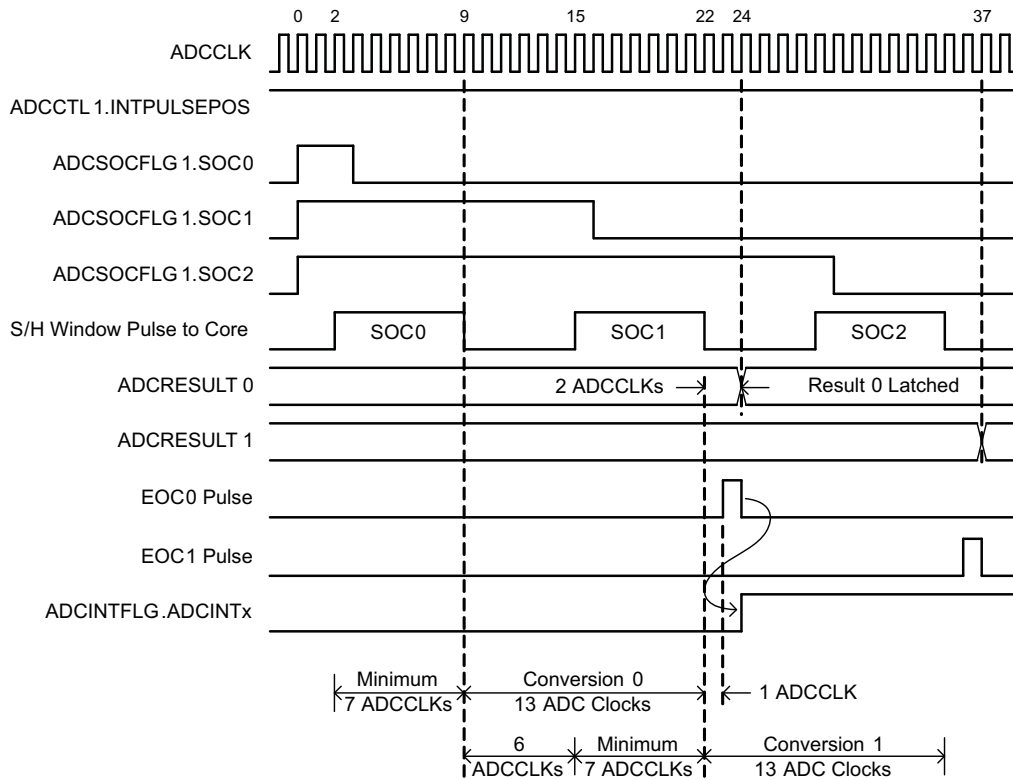 0 2 9 15 22 24 37
ADCCLK
ADCCTL 1.INTPULSEPOS
ADCSOCFLG 1.SOC0
ADCSOCFLG 1.SOC1
ADCSOCFLG 1.SOC2
S/H Window Pulse to Core SOC0 SOC1 SOC2
ADCRESULT 0 2 ADCCLKs Result 0 Latched
ADCRESULT 1
EOC0 Pulse
EOC1 Pulse
ADCINTFLG.ADCINTx
Minimum
7 ADCCLKs
Conversion 0
13 ADC Clocks
1 ADCCLK
6
ADCCLKs
Minimum
7 ADCCLKs
Conversion 1
13 ADC Clocks